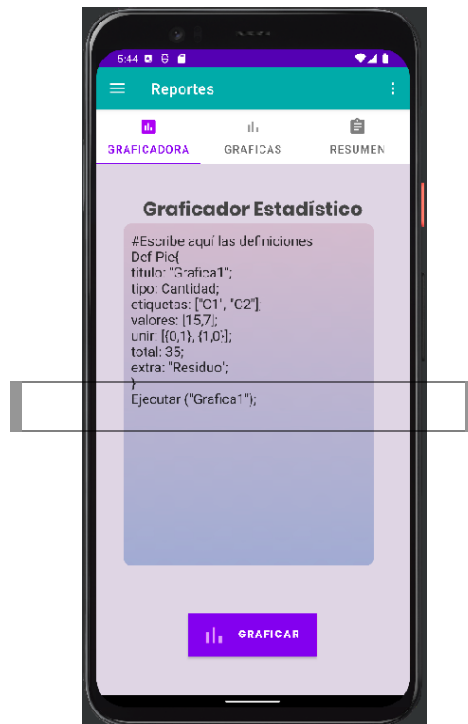 5:44
Reportes
GRAFICADORA GRAFICAS RESUMEN
Graficador Estadístico
#Escribe aquí las definiciones
Def Pie{
titulo: "Grafica1";
tipo: Cantidad;
etiquetas: ["C1", "C2"];
valores: [15,7];
unir: [{0,1}, {1,0}];
total: 35;
extra: "Residuo";
}
Ejecutar ("Grafica1");
GRAFICAR